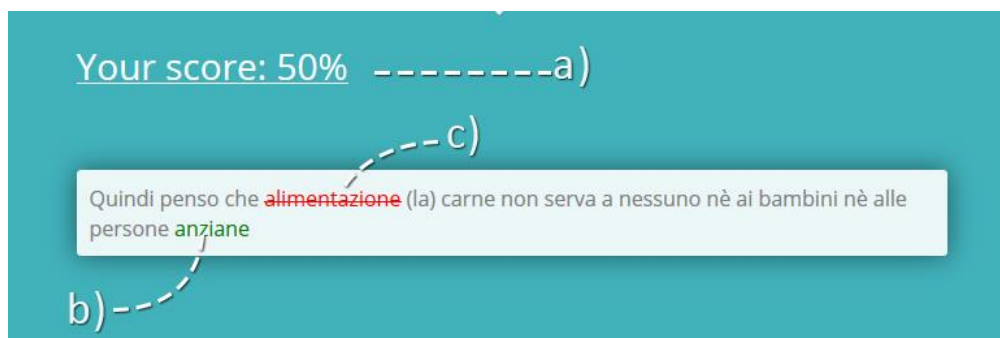 Your score: 50% --------a)
c)
Quindi penso che alimentazione (la) carne non serva a nessuno nè ai bambini nè alle
persone anziane
b)